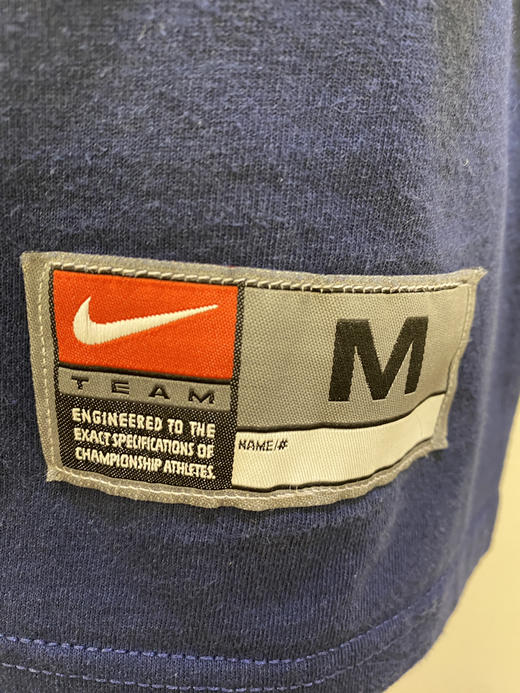 TEAM
ENGINEERED TO THE
EXACT SPECIFICATIONS OF
CHAMPIONSHIP ATHLETES.
M
NAME/#